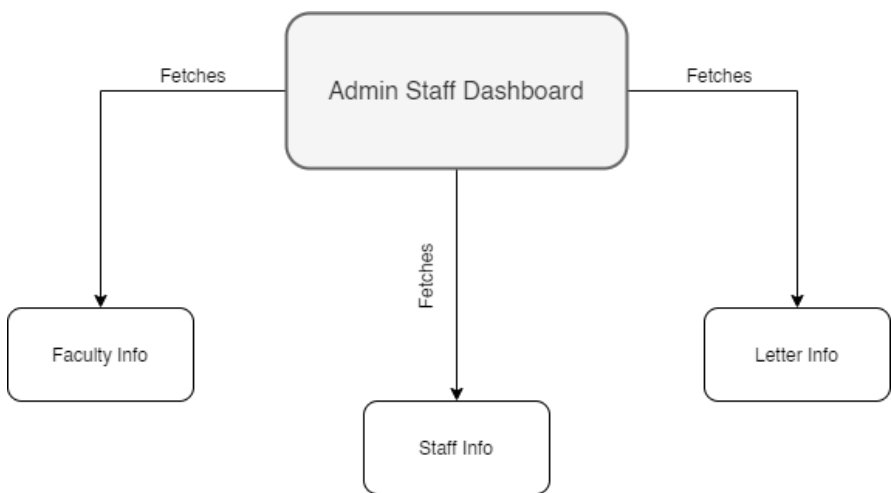 Fetches
Admin Staff Dashboard
Fetches
Fetches
Faculty Info
Letter Info
Staff Info